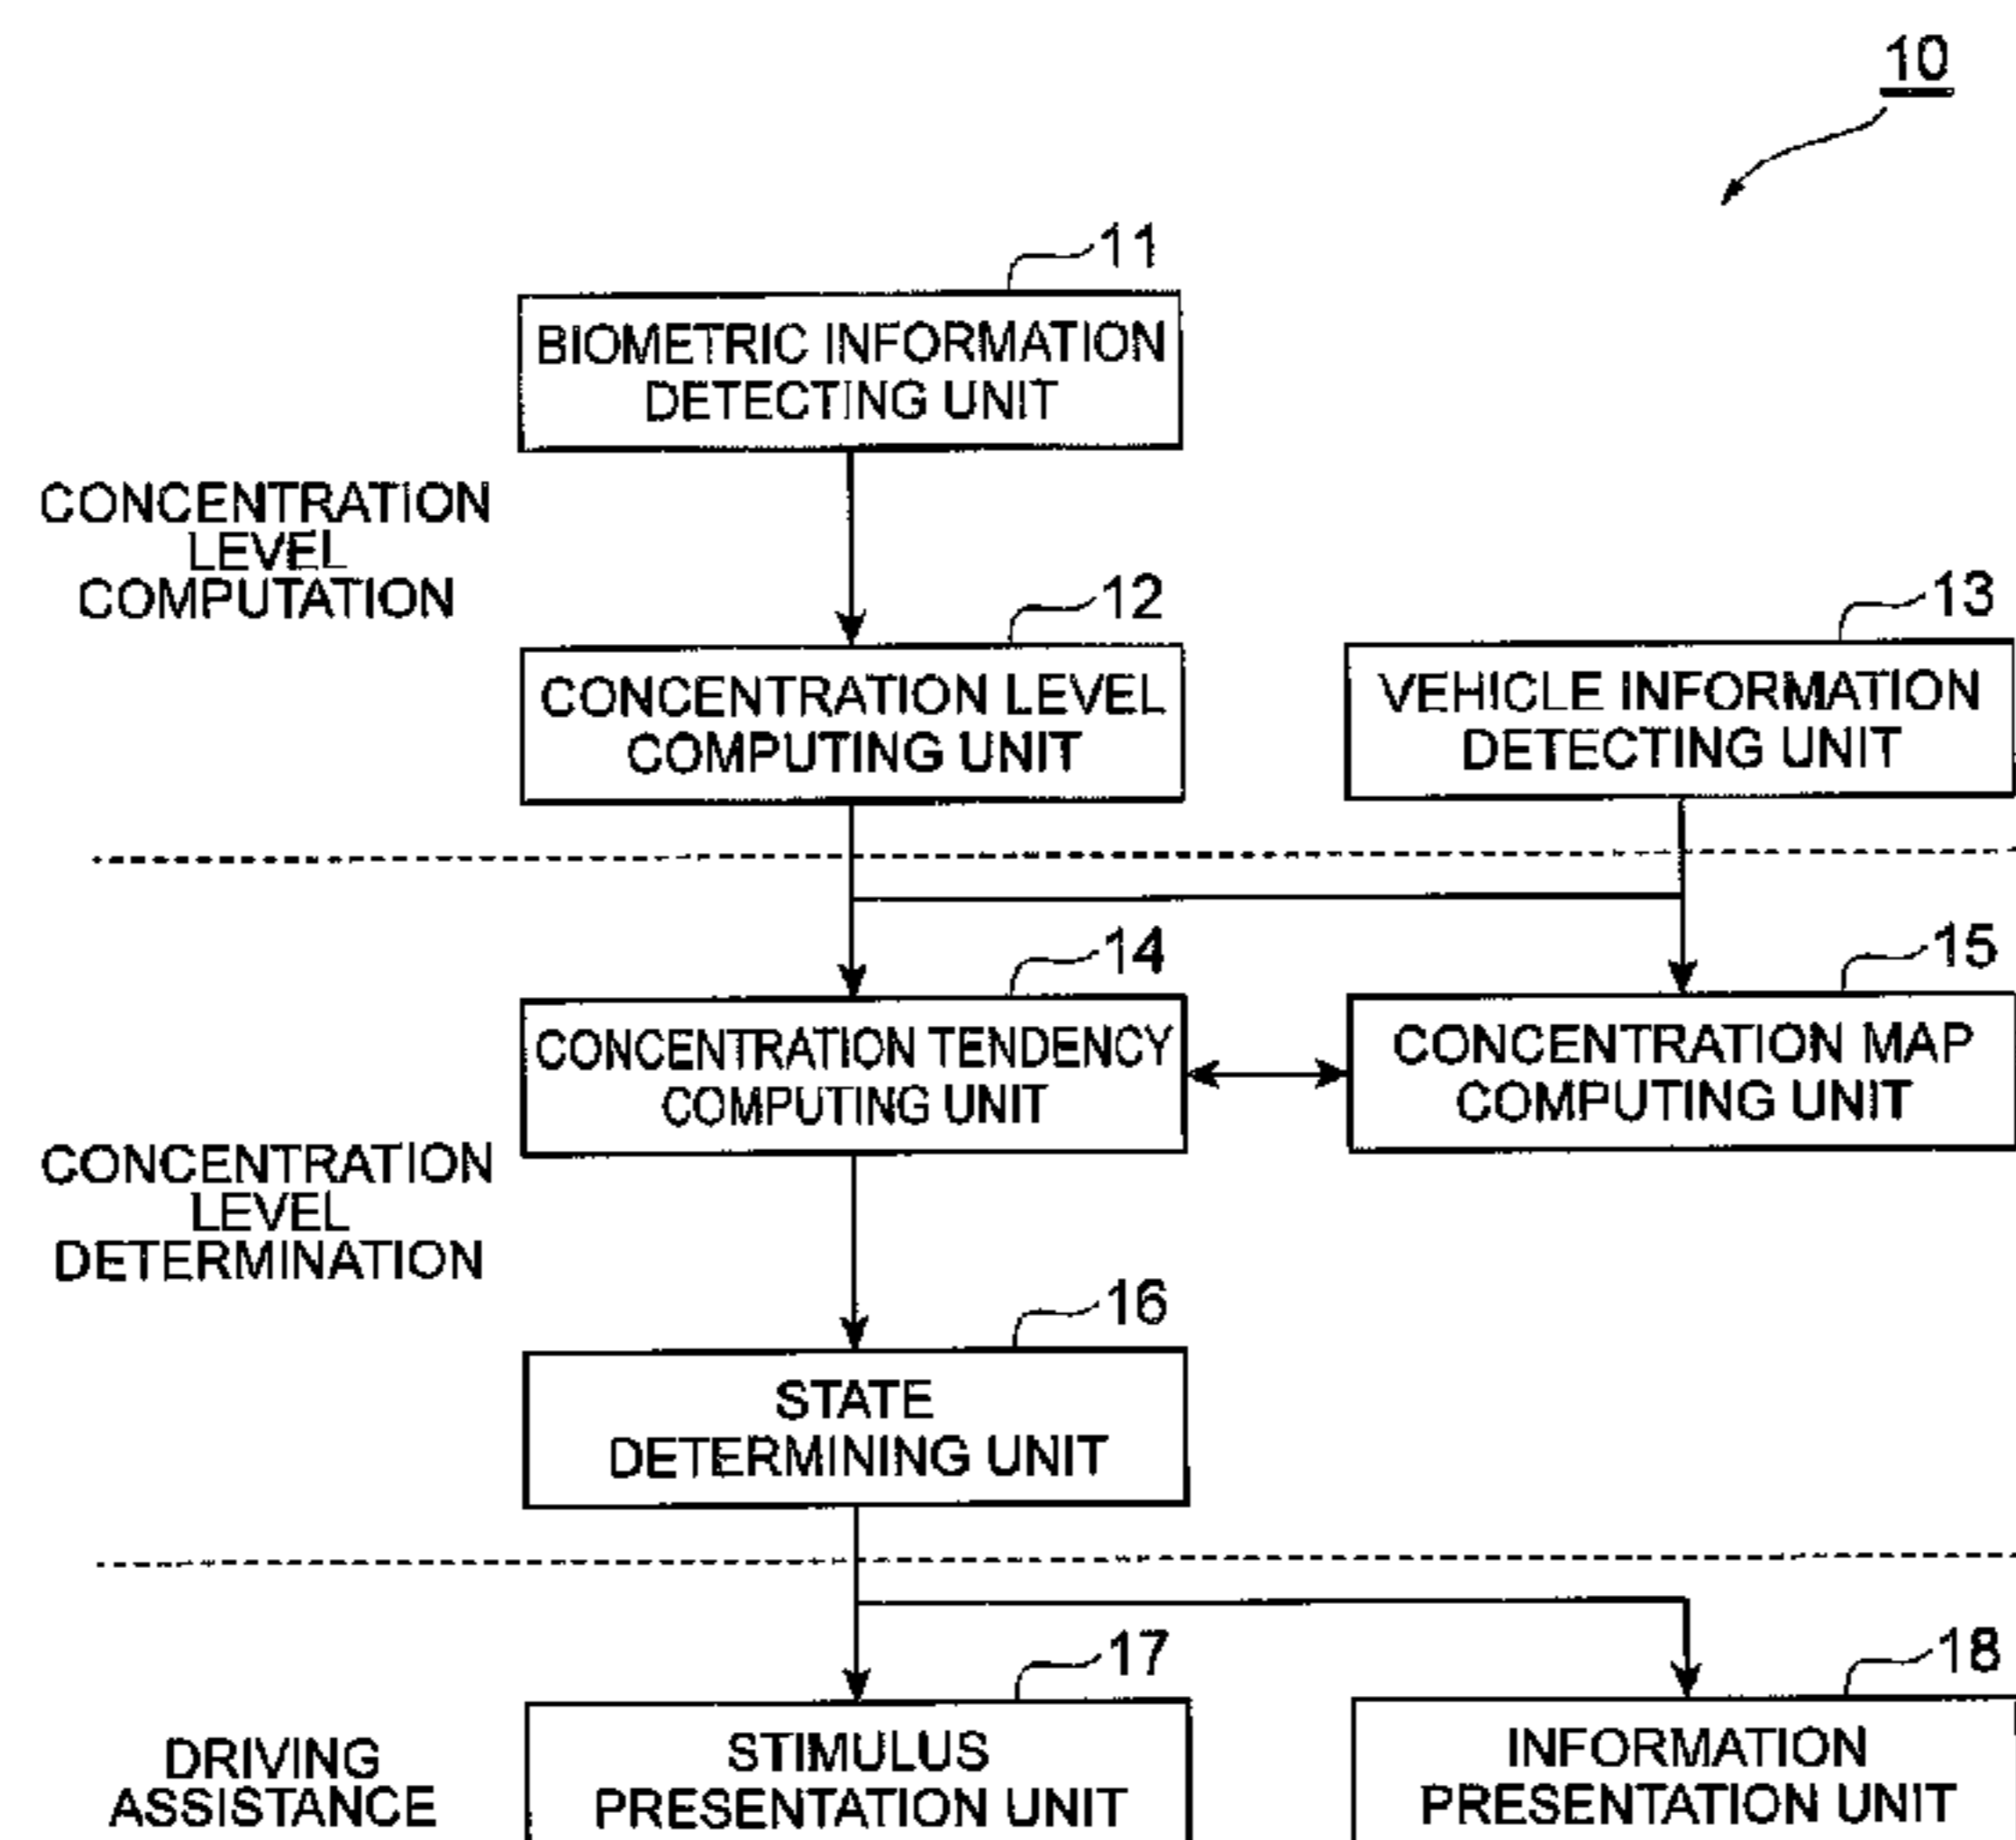 10
11
BIOMETRIC INFORMATION
DETECTING UNIT
CONCENTRATION
LEVEL
COMPUTATION
12
CONCENTRATION LEVEL
COMPUTING UNIT
13
VEHICLE INFORMATION
DETECTING UNIT
14
CONCENTRATION TENDENCY
COMPUTING UNIT
15
CONCENTRATION MAP
COMPUTING UNIT
CONCENTRATION
LEVEL
DETERMINATION
16
STATE
DETERMINING UNIT
17
STIMULUS
PRESENTATION UNIT
18
INFORMATION
PRESENTATION UNIT
DRIVING
ASSISTANCE